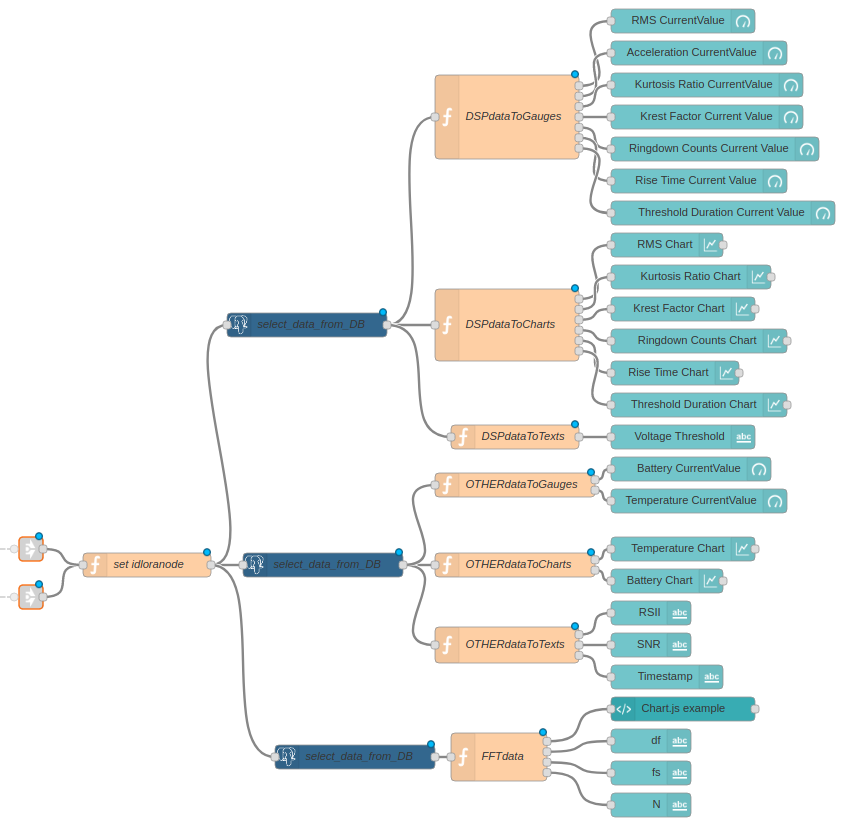 RMS CurrentValue
Acceleration CurrentValue
Kurtosis Ratio CurrentValue
DSPdataToGauges
Krest Factor Current Value
Ringdown Counts Current Value
Rise Time Current Value
Threshold Duration Current Value
RMS Chart
Kurtosis Ratio Chart
Krest Factor Chart
select_data_from_DB
DSPdataToCharts
Ringdown Counts Chart
Rise Time Chart
Threshold Duration Chart
DSPdataToTexts
Voltage Threshold
abc
Battery CurrentValue
OTHERdataToGauges
Temperature CurrentValue
Temperature Chart
set idloranode
select_data_from_DB
OTHERdataToCharts
Battery Chart
RSII
abc
OTHERdataToTexts
SNR
abc
Timestamp
abc
Chart.js example
df
abc
select_data_from_DB
FFTdata
fs
abc
N
abc